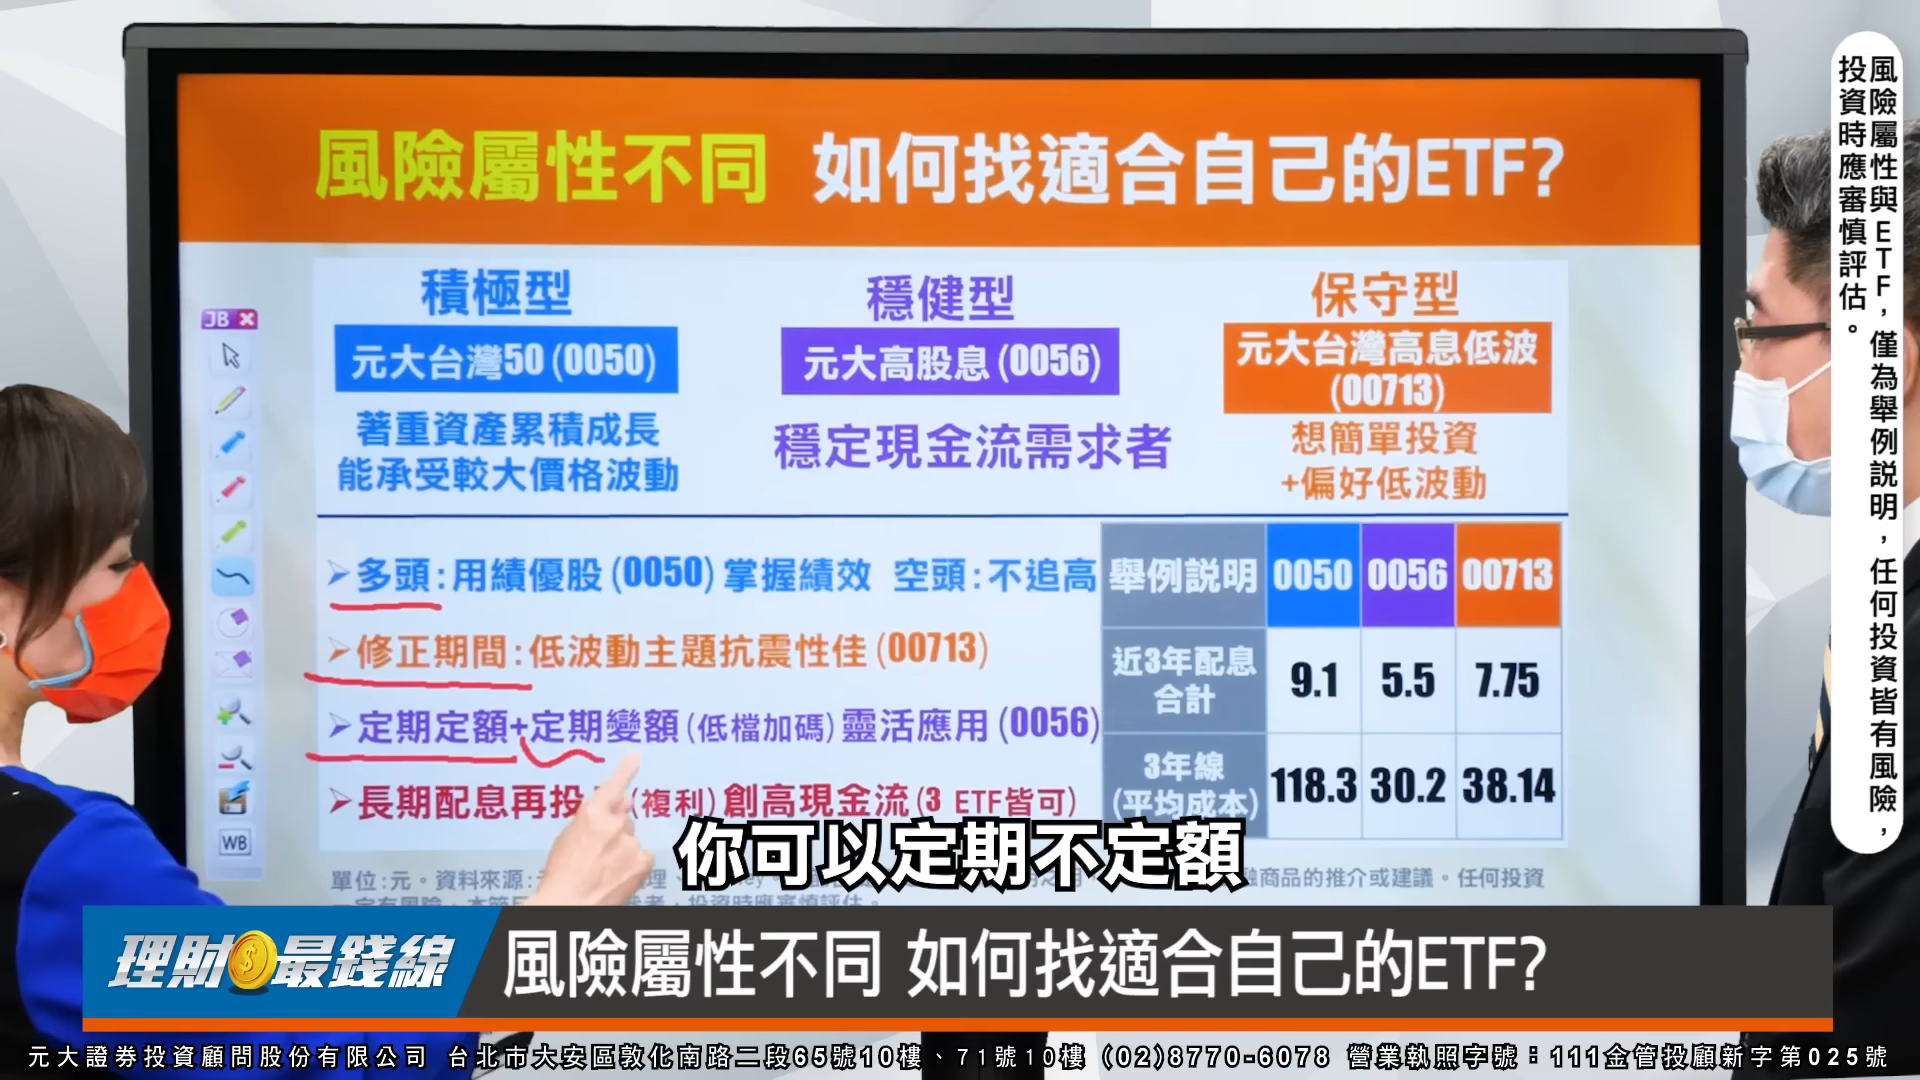 風險屬性不同 如何找適合自己的ETF?
積極型
元大台灣50 (0050)
著重資產累積成長
能承受較大價格波動
穩健型
元大高股息 (0056)
穩定現金流需求者
保守型
元大台灣高息低波
(00713)
想簡單投資
+偏好低波動
JB
WB
➢多頭:用績優股 (0050) 掌握績效 空頭:不追高
➢修正期間:低波動主題抗震性佳 (00713)
➢定期定額+定期變額 (低檔加碼) 靈活應用 (0056)
➢長期配息再投 (複利) 創高現金流 (3 ETF皆可)
舉例說明 0050 0056 00713
近3年配息
合計 9.1 5.5 7.75
3年線
(平均成本) 118.3 30.2 38.14
單位:元。資料來源: 理、 融商品的推介或建議。任何投資
投資時應審慎評估。
你可以定期不定額
理財最錢線
風險屬性不同 如何找適合自己的ETF?
元大證券投資顧問股份有限公司 台北市大安區敦化南路二段65號10樓、71號10樓 (02)8770-6078 營業執照字號:111金管投顧新字第025號
風險屬性與ETF,僅為舉例說明,任何投資皆有風險,
投資時應審慎評估。